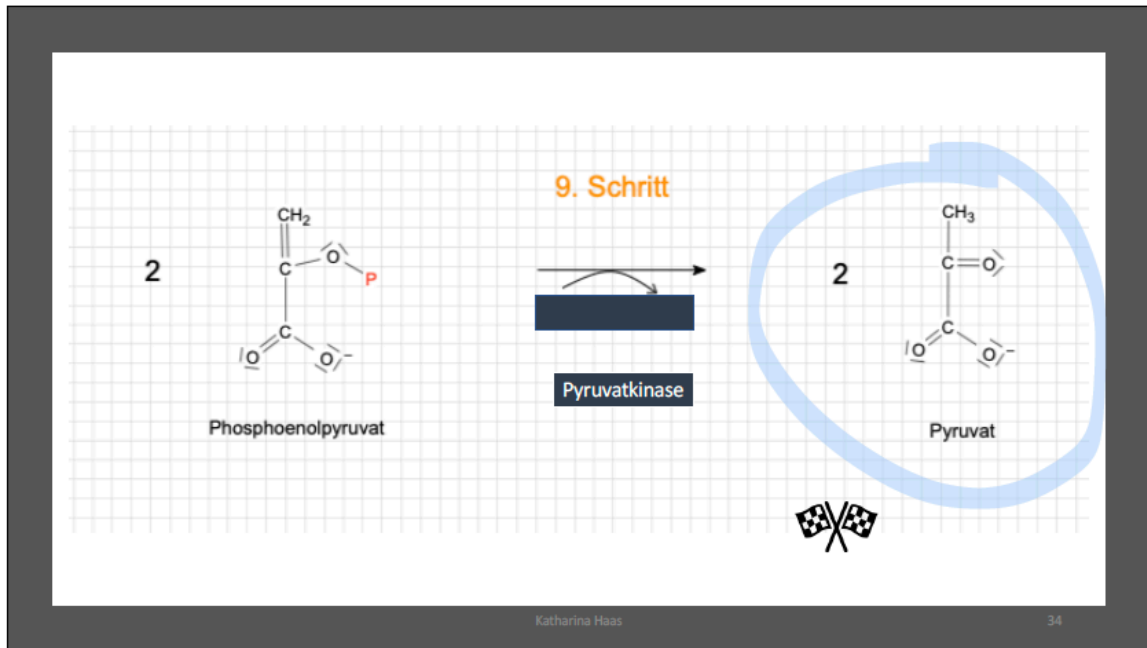 9. Schritt
2
CH₂
C
O
P
C
O
O⁻
Phosphoenolpyruvat
Pyruvatkinase
2
CH₃
C=O
C
O
O⁻
Pyruvat
Katharina Haas
34